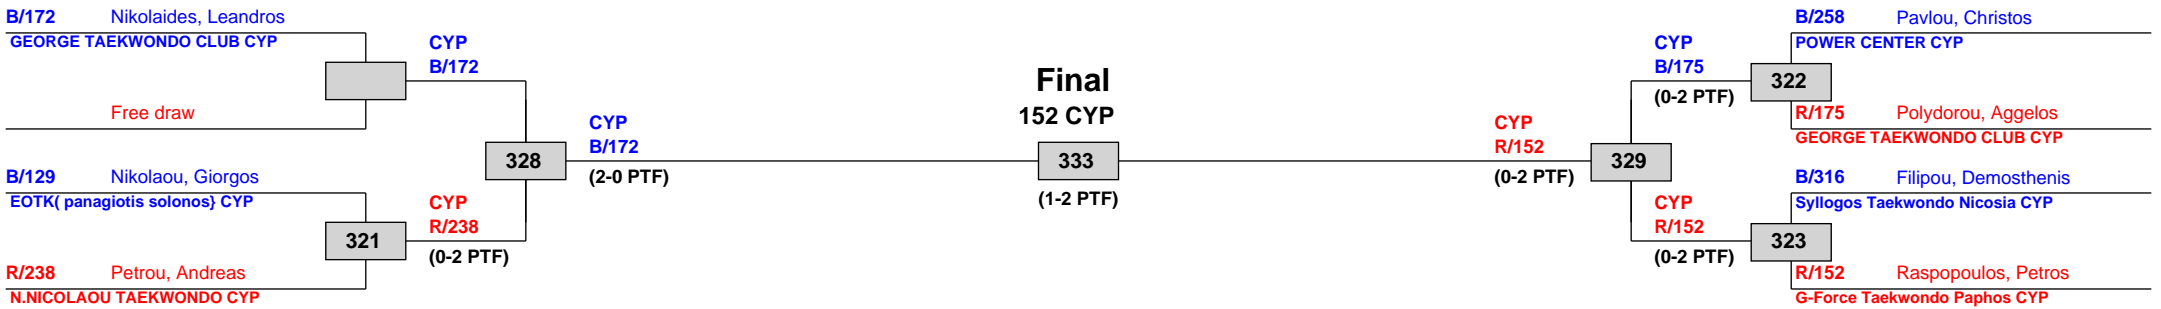 B/172 Nikolaides, Leandros
GEORGE TAEKWONDO CLUB CYP
Free draw
B/129 Nikolaou, Giorgos
EOTK( panagiotis solonos} CYP
321
R/238 Petrou, Andreas
N.NICOLAOU TAEKWONDO CYP
CYP
B/172
CYP
R/238
(0-2 PTF)
328
CYP
B/172
(2-0 PTF)
Final
152 CYP
333
(1-2 PTF)
CYP
R/152
(0-2 PTF)
329
CYP
B/175
(0-2 PTF)
CYP
R/152
(0-2 PTF)
B/258 Pavlou, Christos
POWER CENTER CYP
322
R/175 Polydorou, Aggelos
GEORGE TAEKWONDO CLUB CYP
B/316 Filipou, Demosthenis
Syllogos Taekwondo Nicosia CYP
323
R/152 Raspopoulos, Petros
G-Force Taekwondo Paphos CYP